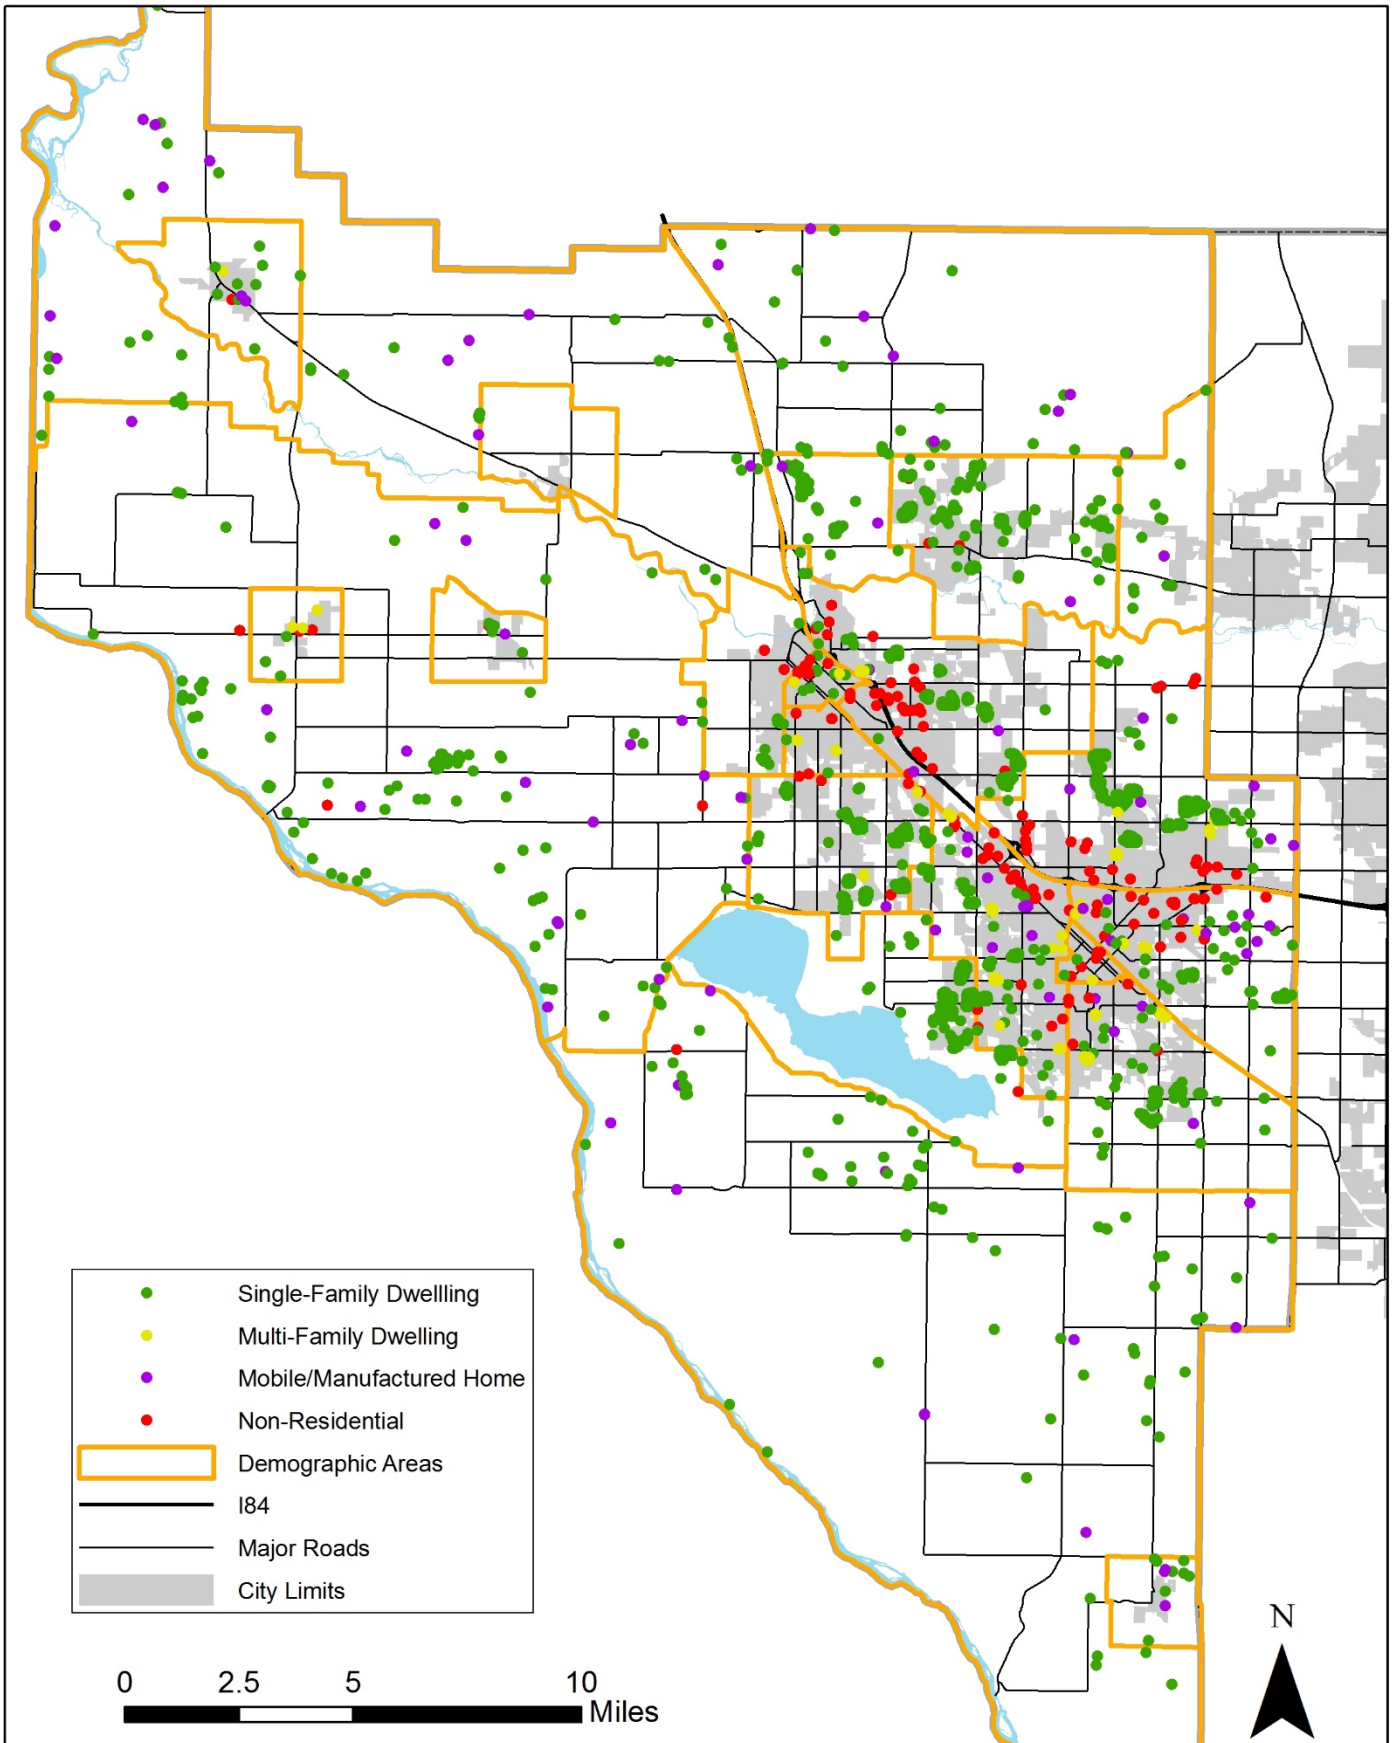 Single-Family Dwellling
Multi-Family Dwelling
Mobile/Manufactured Home
Non-Residential
Demographic Areas
I84
Major Roads
City Limits
N
0 2.5 5 10
Miles